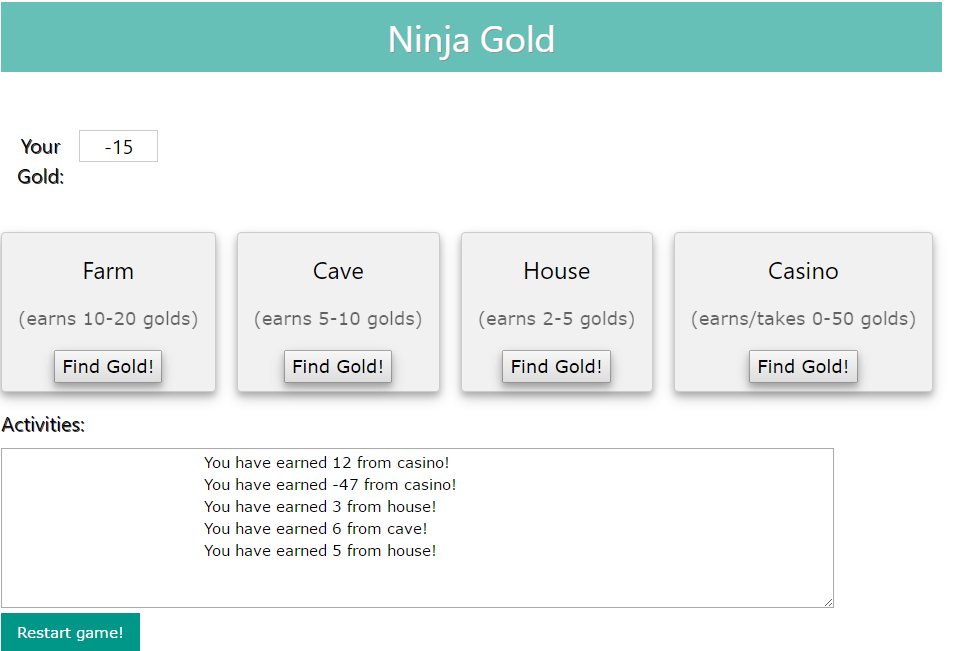 Ninja Gold
Your
Gold:
-15
Farm
(earns 10-20 golds)
Find Gold!
Cave
(earns 5-10 golds)
Find Gold!
House
(earns 2-5 golds)
Find Gold!
Casino
(earns/takes 0-50 golds)
Find Gold!
Activities:
You have earned 12 from casino!
You have earned -47 from casino!
You have earned 3 from house!
You have earned 6 from cave!
You have earned 5 from house!
Restart game!